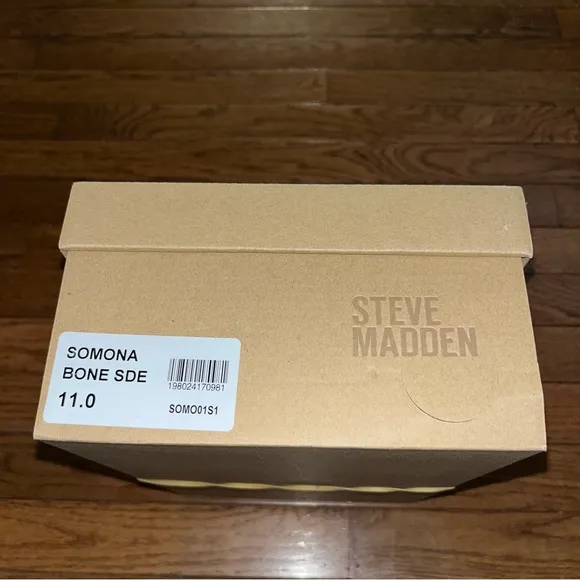 STEVE
MADDEN
SOMONA
BONE SDE
11.0
198024170981
SOMO01S1